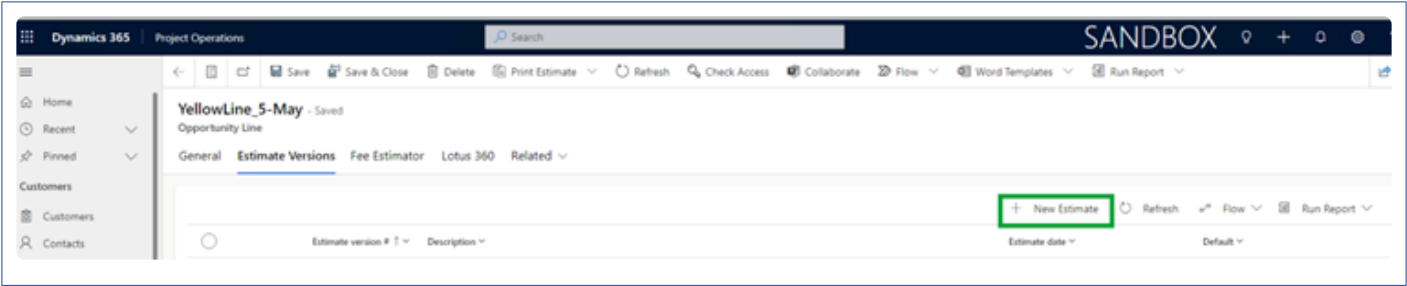 Dynamics 365 Project Operations Search SANDBOX
Save Save & Close Delete Print Estimate Refresh Check Access Collaborate Flow Word Templates Run Report
Home
Recent
Pinned
Customers
Customers
Contacts
YellowLine_5-May - Saved
Opportunity Line
General Estimate Versions Fee Estimator Lotus 360 Related
+ New Estimate Refresh Flow Run Report
Estimate version # ↑ Description Estimate date Default